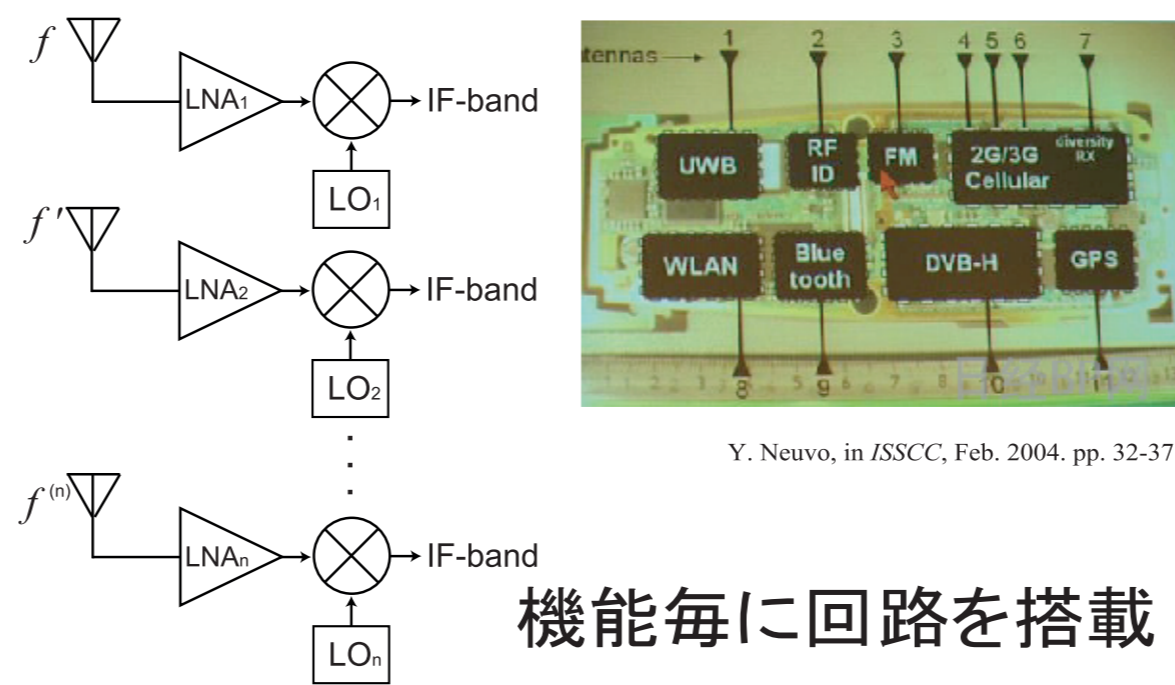 f
LNA1
IF-band
LO1
f'
LNA2
IF-band
LO2
f(n)
LNAn
IF-band
LOn
1 2 3 4 5 6 7
tennas
UWB
RF
ID
FM
2G/3G
Cellular
diversity
RX
WLAN
Blue
tooth
DVB-H
GPS
8 9 10 11
Y. Neuvo, in ISSCC, Feb. 2004. pp. 32-37
機能毎に回路を搭載